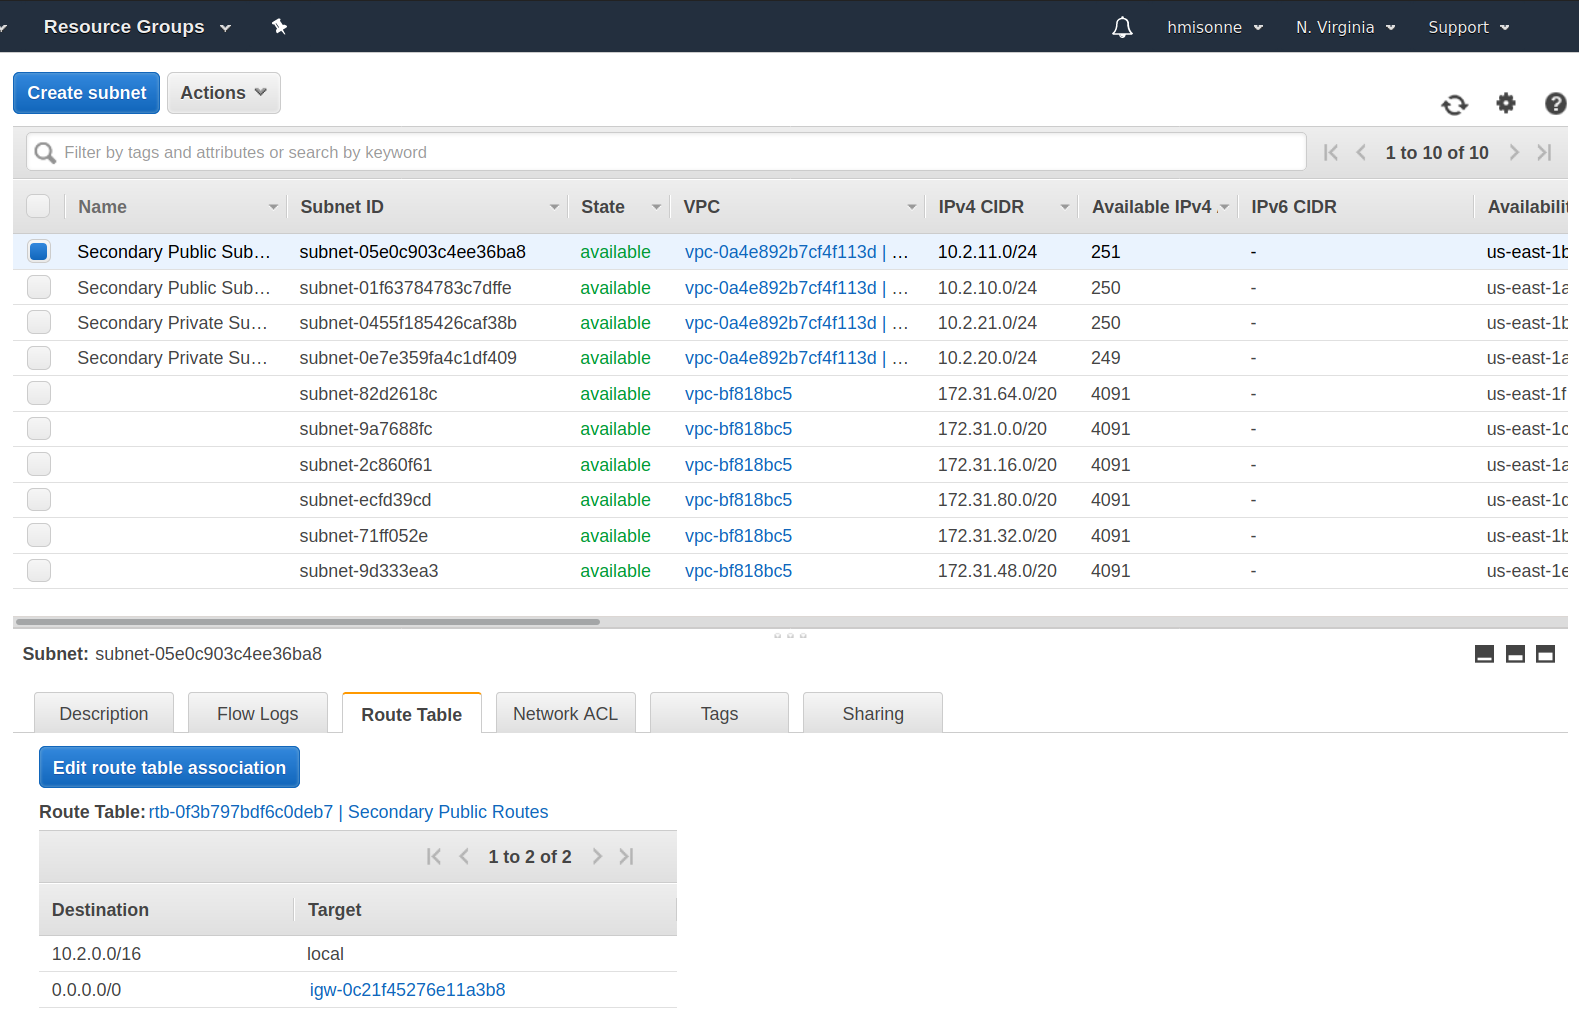 Resource Groups hmisonne N. Virginia Support
Create subnet Actions
Filter by tags and attributes or search by keyword 1 to 10 of 10
Name Subnet ID State VPC IPv4 CIDR Available IPv4 IPv6 CIDR Availabilit
Secondary Public Sub… subnet-05e0c903c4ee36ba8 available vpc-0a4e892b7cf4f113d | … 10.2.11.0/24 251 - us-east-1b
Secondary Public Sub… subnet-01f63784783c7dffe available vpc-0a4e892b7cf4f113d | … 10.2.10.0/24 250 - us-east-1a
Secondary Private Su… subnet-0455f185426caf38b available vpc-0a4e892b7cf4f113d | … 10.2.21.0/24 250 - us-east-1b
Secondary Private Su… subnet-0e7e359fa4c1df409 available vpc-0a4e892b7cf4f113d | … 10.2.20.0/24 249 - us-east-1a
subnet-82d2618c available vpc-bf818bc5 172.31.64.0/20 4091 - us-east-1f
subnet-9a7688fc available vpc-bf818bc5 172.31.0.0/20 4091 - us-east-1c
subnet-2c860f61 available vpc-bf818bc5 172.31.16.0/20 4091 - us-east-1a
subnet-ecfd39cd available vpc-bf818bc5 172.31.80.0/20 4091 - us-east-1d
subnet-71ff052e available vpc-bf818bc5 172.31.32.0/20 4091 - us-east-1b
subnet-9d333ea3 available vpc-bf818bc5 172.31.48.0/20 4091 - us-east-1e
Subnet: subnet-05e0c903c4ee36ba8
Description Flow Logs Route Table Network ACL Tags Sharing
Edit route table association
Route Table: rtb-0f3b797bdf6c0deb7 | Secondary Public Routes
1 to 2 of 2
Destination Target
10.2.0.0/16 local
0.0.0.0/0 igw-0c21f45276e11a3b8